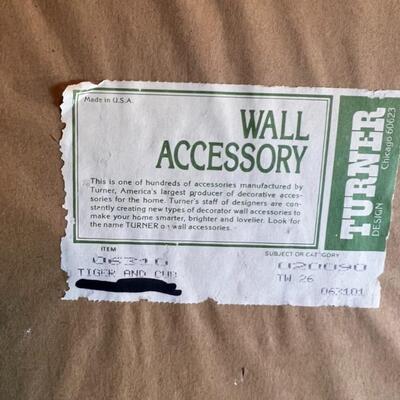 Made in U.S.A.
WALL
ACCESSORY
This is one of hundreds of accessories manufactured by
Turner, America's largest producer of decorative acces-
sories for the home. Turner's staff of designers are con-
stently creating new types of decorator wall accessories to
make your home smarter, brighter and lovelier. Look for
the name TURNER on wall accessories.
TURNER
DESIGN
Chicago 60623
ITEM
SUBJECT OR CATEGORY
06310
020090
TIGER AND CUB
TW 26
063101